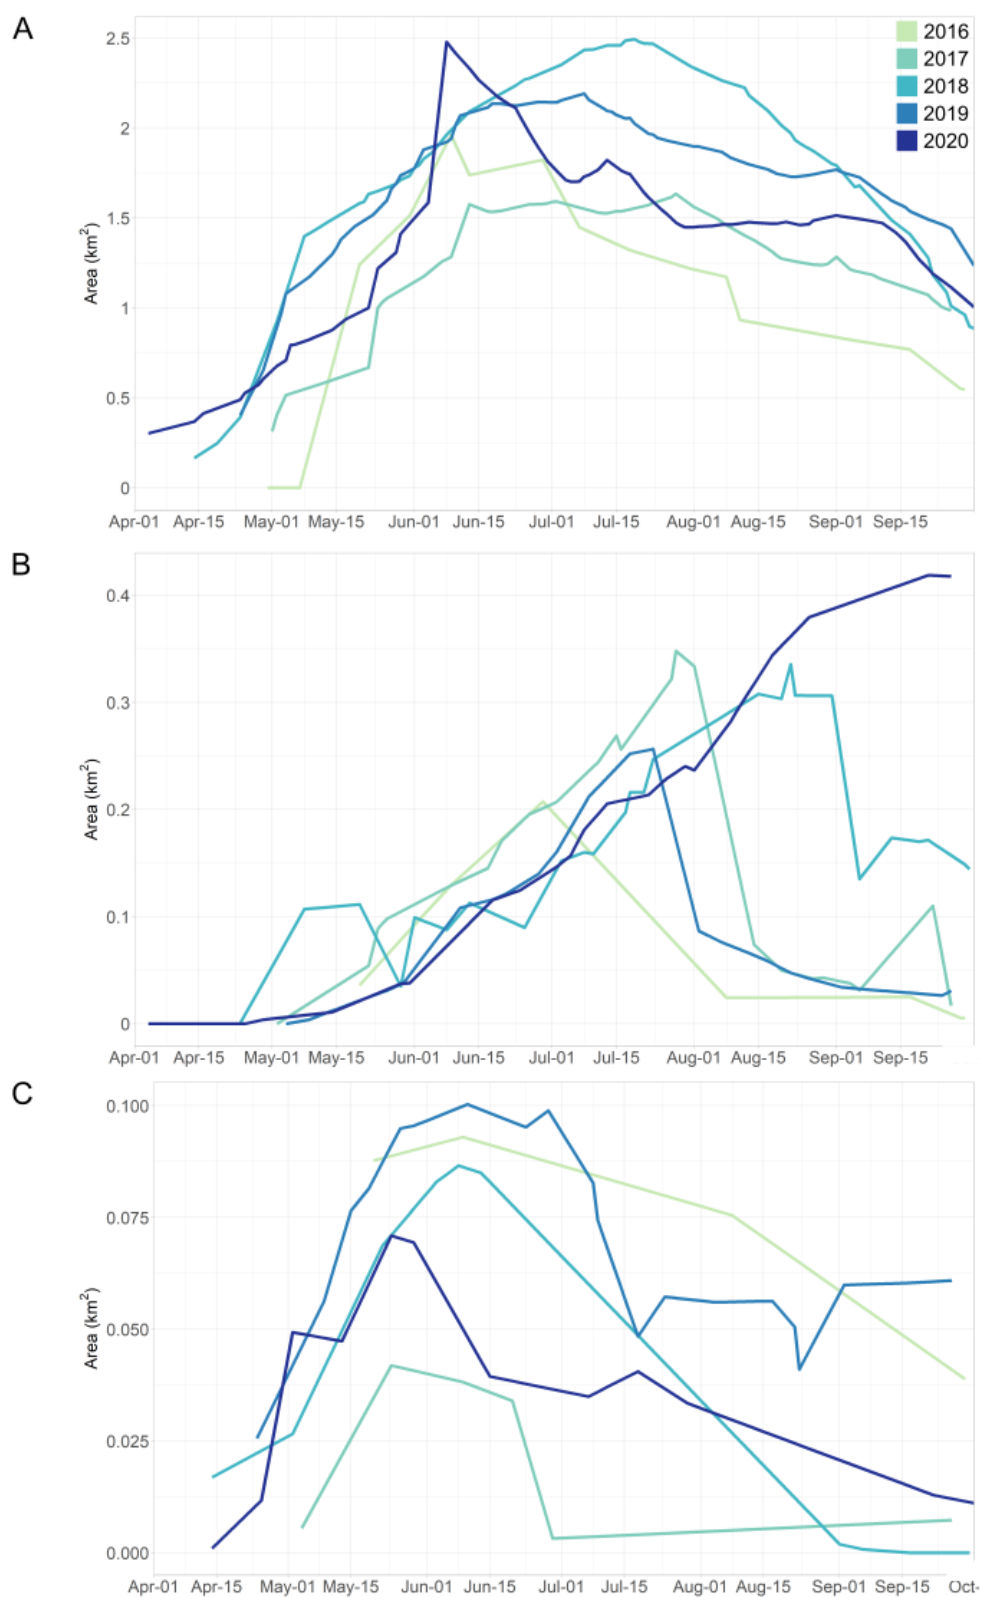 A
2016
2017
2018
2019
2020
2.5
2
1.5
1
0.5
0
Area (km²)
Apr-01 Apr-15 May-01 May-15 Jun-01 Jun-15 Jul-01 Jul-15 Aug-01 Aug-15 Sep-01 Sep-15
B
0.4
0.3
0.2
0.1
0
Area (km²)
Apr-01 Apr-15 May-01 May-15 Jun-01 Jun-15 Jul-01 Jul-15 Aug-01 Aug-15 Sep-01 Sep-15
C
0.100
0.075
0.050
0.025
0.000
Area (km²)
Apr-01 Apr-15 May-01 May-15 Jun-01 Jun-15 Jul-01 Jul-15 Aug-01 Aug-15 Sep-01 Sep-15 Oct-